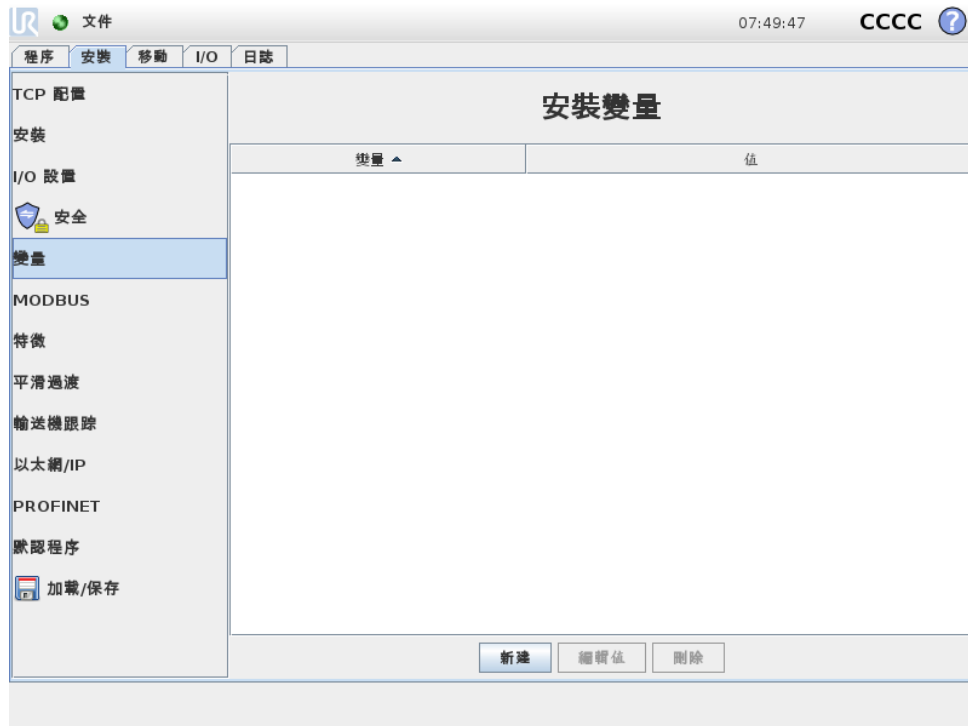 UR 文件 07:49:47 CCCC ?
程序 安裝 移動 I/O 日誌
TCP 配置
安裝變量
安裝
變量 值
I/O 設置
安全
變量
MODBUS
特徵
平滑過渡
輸送機跟踪
以太網/IP
PROFINET
默認程序
加載/保存
新建 編輯值 刪除